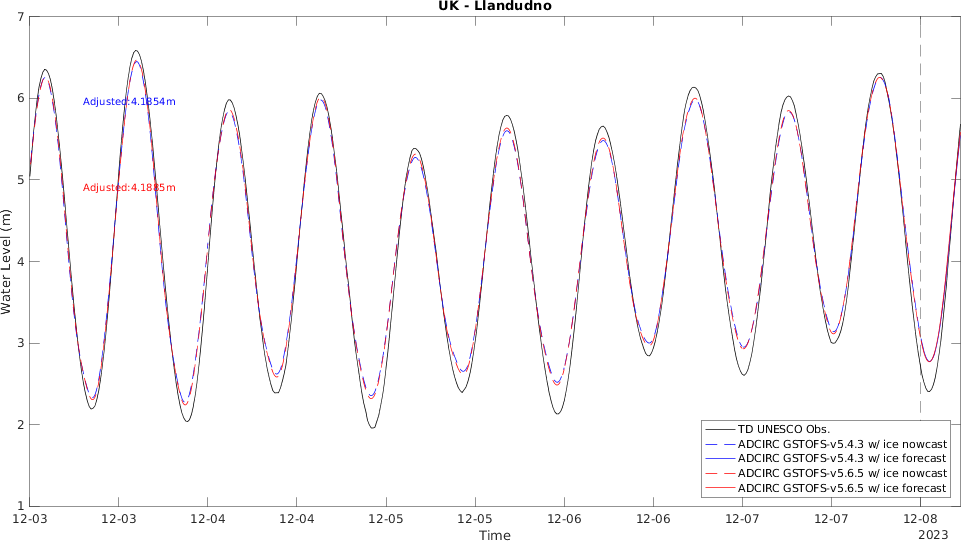 UK - Llandudno
7
6
5
4
3
2
1
Water Level (m)
Adjusted:4.1854m
Adjusted:4.1885m
TD UNESCO Obs.
ADCIRC GSTOFS-v5.4.3 w/ ice nowcast
ADCIRC GSTOFS-v5.4.3 w/ ice forecast
ADCIRC GSTOFS-v5.6.5 w/ ice nowcast
ADCIRC GSTOFS-v5.6.5 w/ ice forecast
12-03 12-03 12-04 12-04 12-05 12-05 12-06 12-06 12-07 12-07 12-08
Time
2023